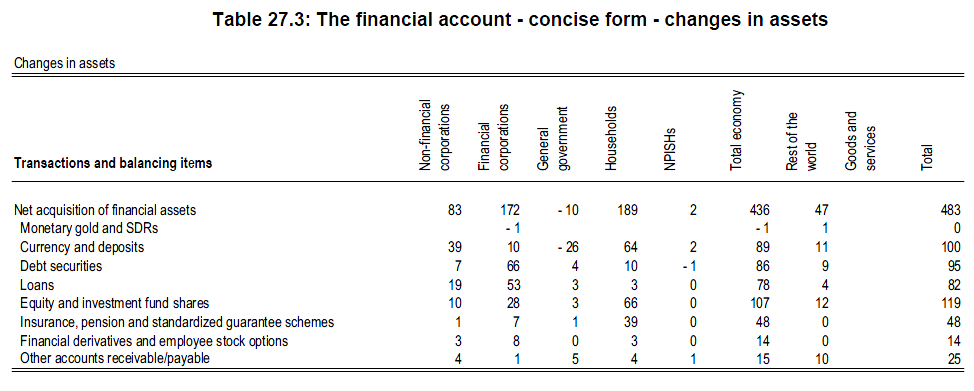 Table 27.3: The financial account - concise form - changes in assets
Changes in assets
Transactions and balancing items Non-financial corporations Financial corporations General government Households NPISHs Total economy Rest of the world Goods and services Total
Net acquisition of financial assets 83 172 - 10 189 2 436 47 483
Monetary gold and SDRs - 1 - 1 1 0
Currency and deposits 39 10 - 26 64 2 89 11 100
Debt securities 7 66 4 10 - 1 86 9 95
Loans 19 53 3 3 0 78 4 82
Equity and investment fund shares 10 28 3 66 0 107 12 119
Insurance, pension and standardized guarantee schemes 1 7 1 39 0 48 0 48
Financial derivatives and employee stock options 3 8 0 3 0 14 0 14
Other accounts receivable/payable 4 1 5 4 1 15 10 25